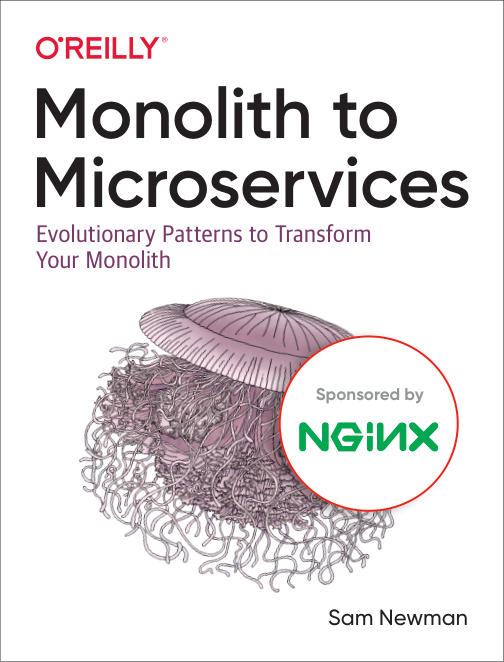 O'REILLY®
Monolith to
Microservices
Evolutionary Patterns to Transform
Your Monolith
Sponsored by
NGiNX
Sam Newman